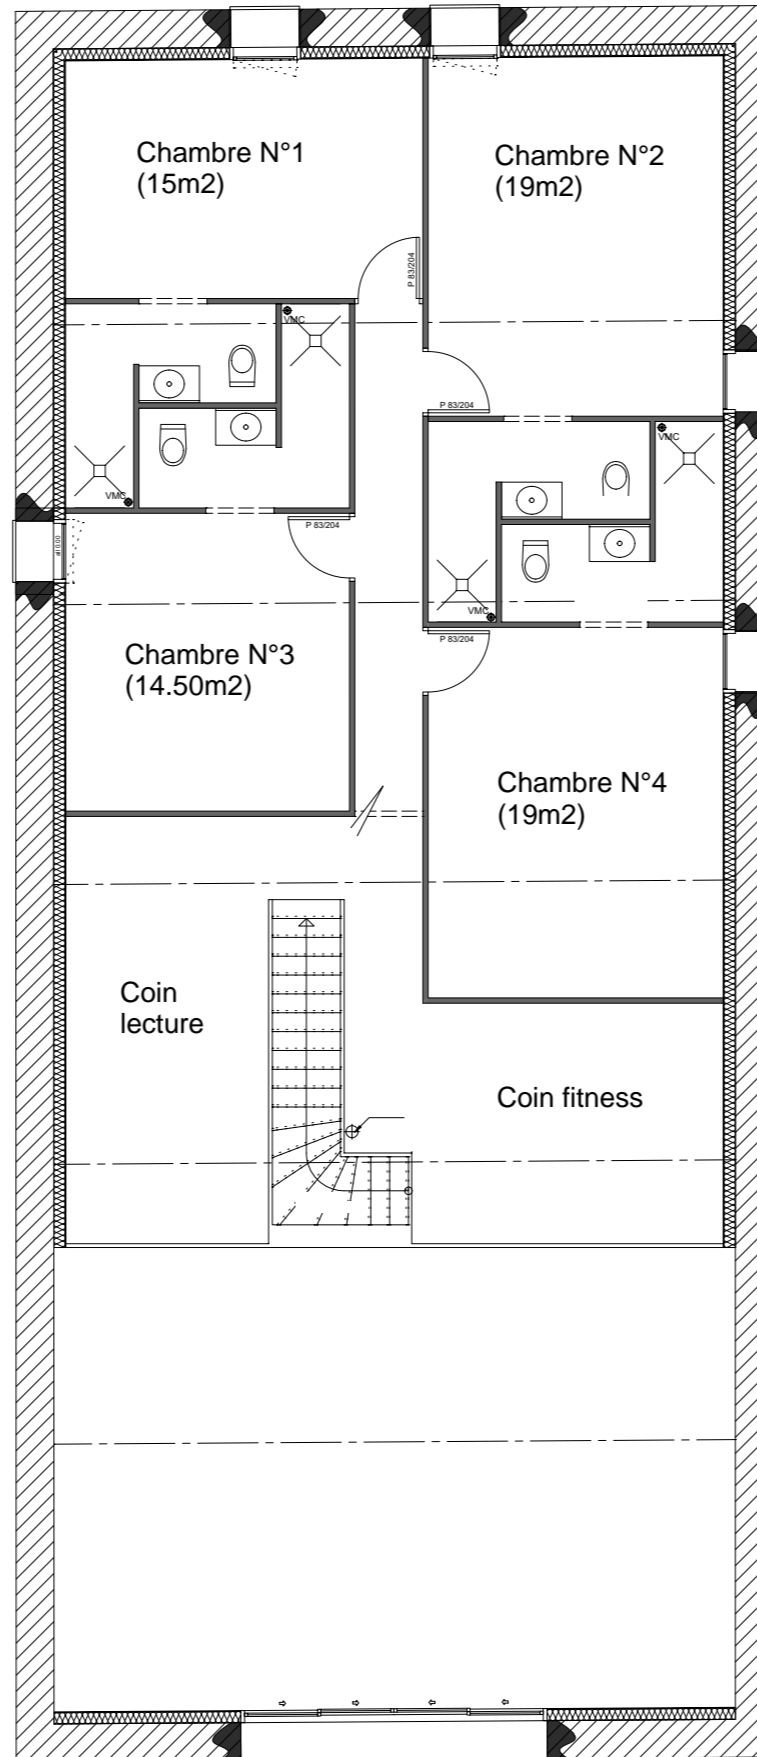 Chambre N°1
(15m2)
Chambre N°2
(19m2)
P 83/204
VMC
P 83/204
VMC
VMC
P 83/204
Chambre N°3
(14.50m2)
VMC
P 83/204
Chambre N°4
(19m2)
Coin
lecture
Coin fitness